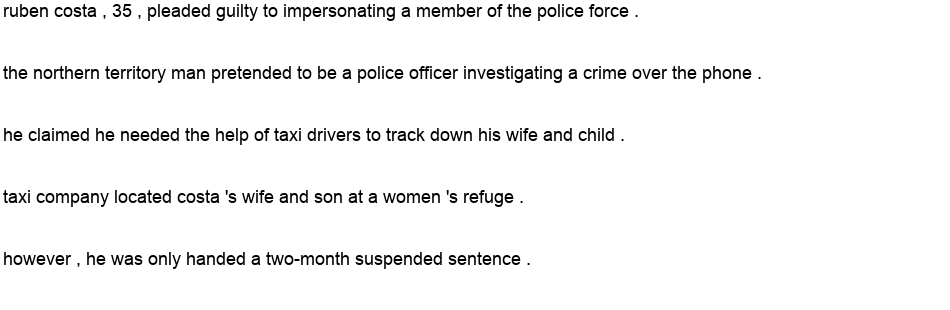 ruben costa , 35 , pleaded guilty to impersonating a member of the police force .
the northern territory man pretended to be a police officer investigating a crime over the phone .
he claimed he needed the help of taxi drivers to track down his wife and child .
taxi company located costa 's wife and son at a women 's refuge .
however , he was only handed a two-month suspended sentence .